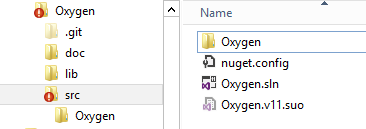 Oxygen
.git
doc
lib
src
Oxygen
Name
Oxygen
nuget.config
Oxygen.sln
Oxygen.v11.suo